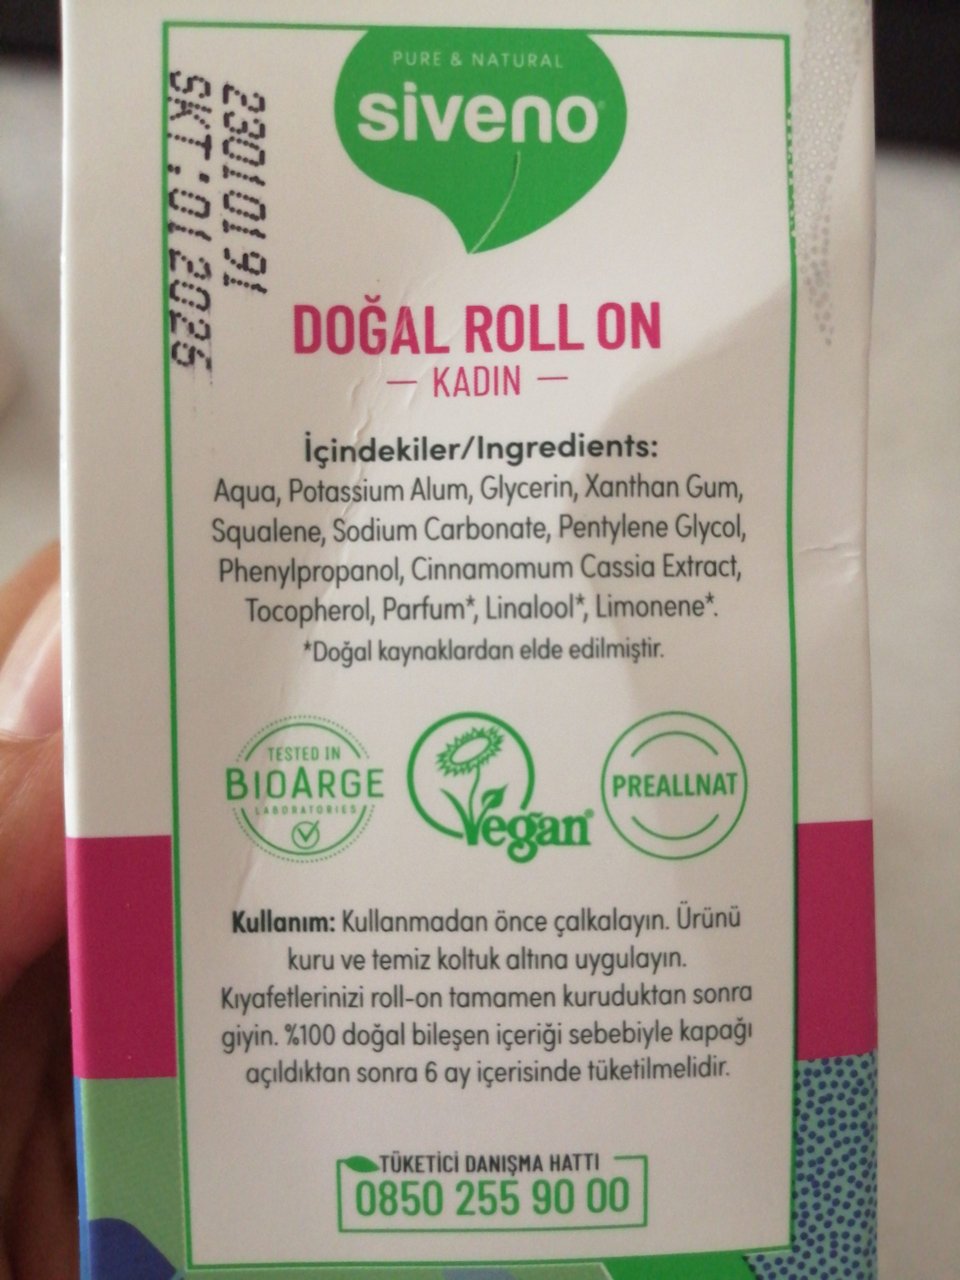 PURE & NATURAL
siveno
23010191
SKT:012026
DOĞAL ROLL ON
— KADIN —
İçindekiler/Ingredients:
Aqua, Potassium Alum, Glycerin, Xanthan Gum,
Squalene, Sodium Carbonate, Pentylene Glycol,
Phenylpropanol, Cinnamomum Cassia Extract,
Tocopherol, Parfum*, Linalool*, Limonene*.
*Doğal kaynaklardan elde edilmiştir.
TESTED IN
BIOARGE
LABORATORIES
Vegan
PREALLNAT
Kullanım: Kullanmadan önce çalkalayın. Ürünü
kuru ve temiz koltuk altına uygulayın.
Kıyafetlerinizi roll-on tamamen kuruduktan sonra
giyin. %100 doğal bileşen içeriği sebebiyle kapağı
açıldıktan sonra 6 ay içerisinde tüketilmelidir.
TÜKETİCİ DANIŞMA HATTI
0850 255 90 00